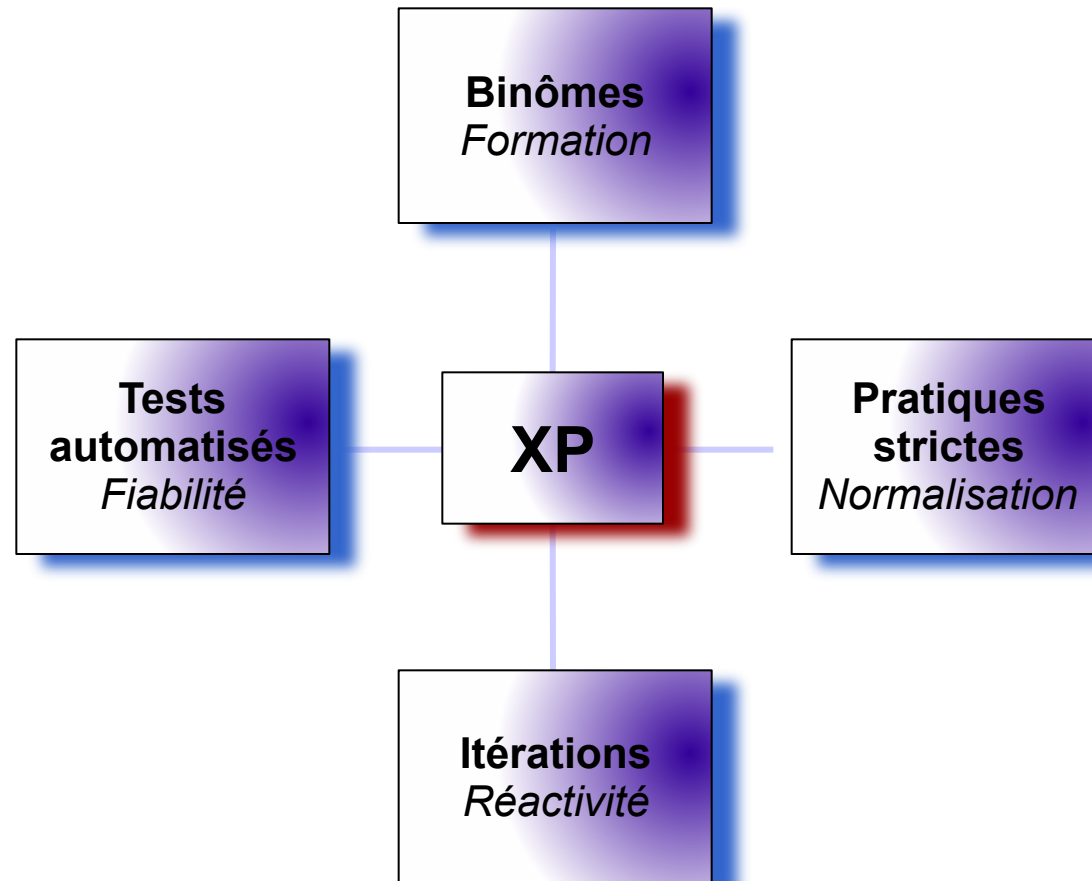 Binômes
Formation
Tests
automatisés
Fiabilité
XP
Pratiques
strictes
Normalisation
Itérations
Réactivité